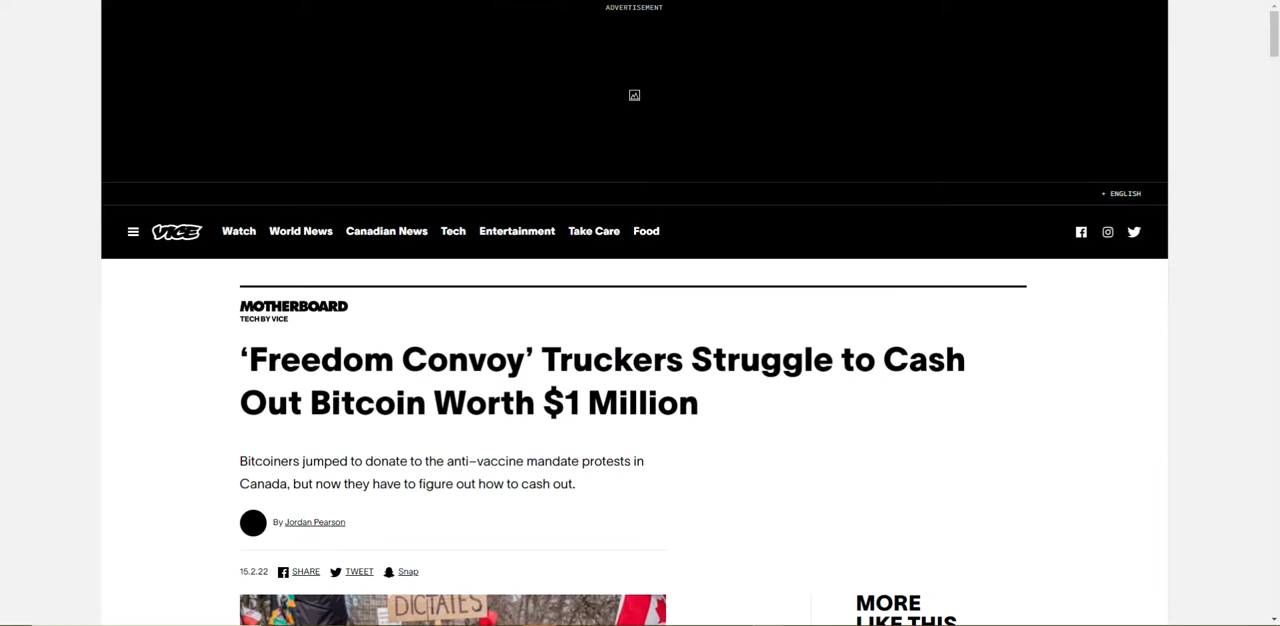 ADVERTISEMENT
+ ENGLISH
VICE Watch World News Canadian News Tech Entertainment Take Care Food
MOTHERBOARD
TECH BY VICE
‘Freedom Convoy’ Truckers Struggle to Cash
Out Bitcoin Worth $1 Million
Bitcoiners jumped to donate to the anti–vaccine mandate protests in
Canada, but now they have to figure out how to cash out.
By Jordan Pearson
15.2.22 SHARE TWEET Snap
DICTATES
MORE
LIKE THIS